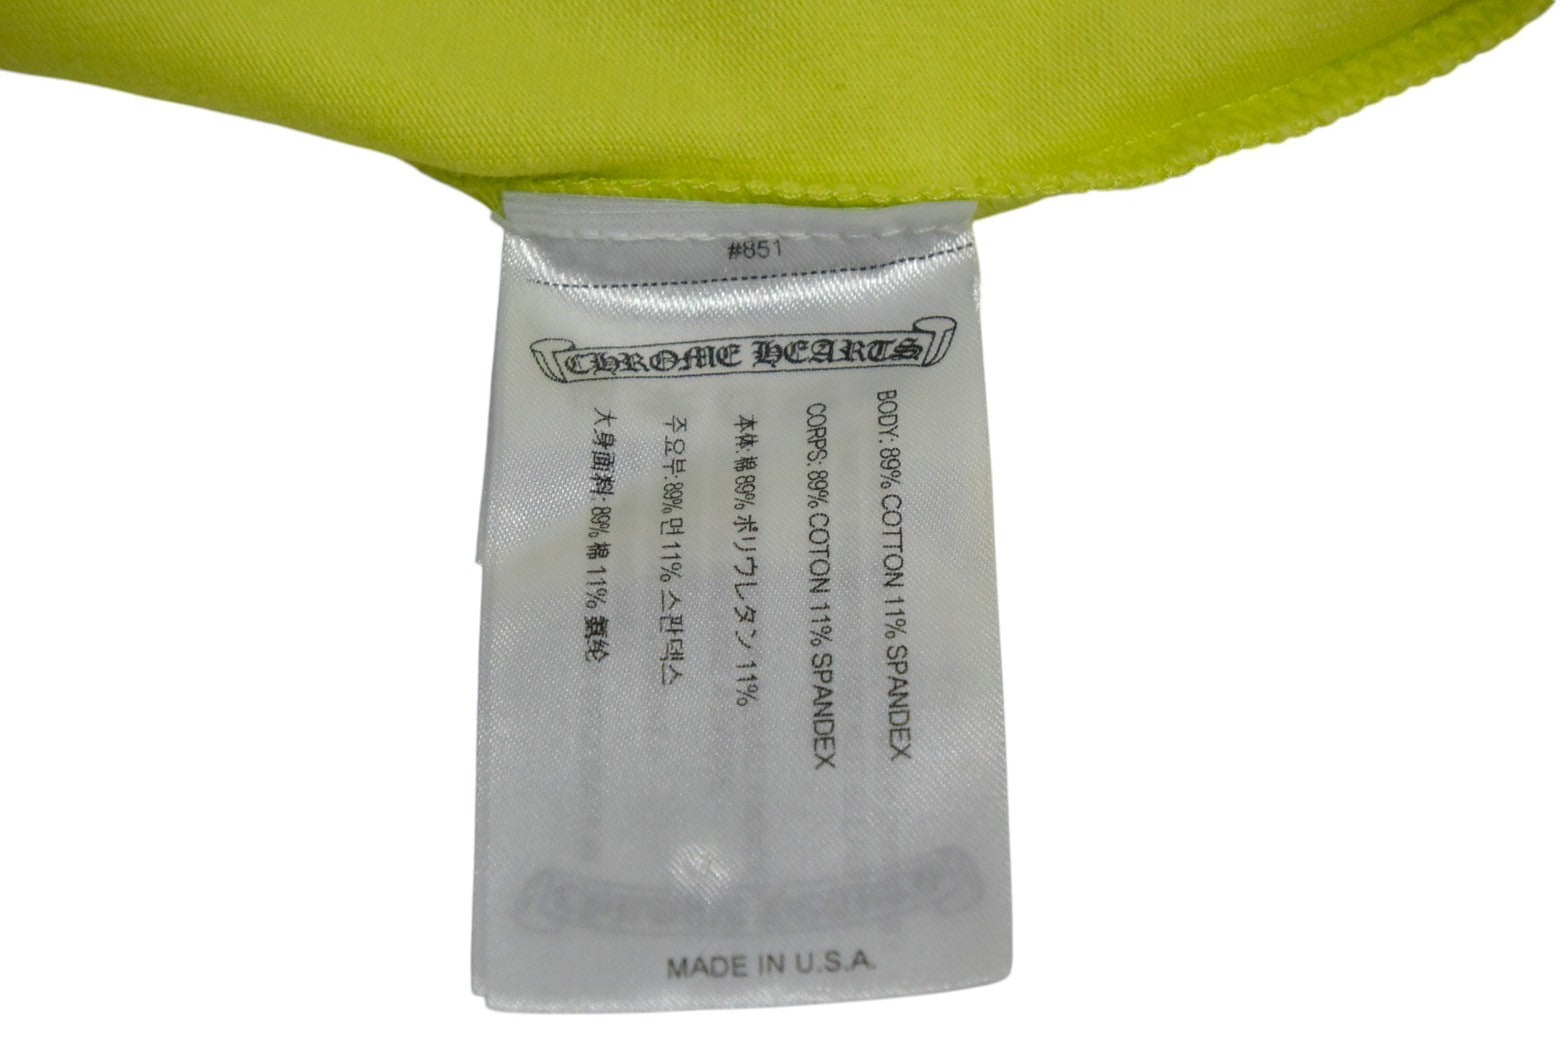 #851
CHROME HEARTS
BODY: 89% COTTON 11% SPANDEX
CORPS: 89% COTON 11% SPANDEX
本体: 棉 89% ポリウレタン 11%
주요부: 89% 면 11% 스판덱스
大身面料: 89% 棉 11% 氨纶
MADE IN U.S.A.